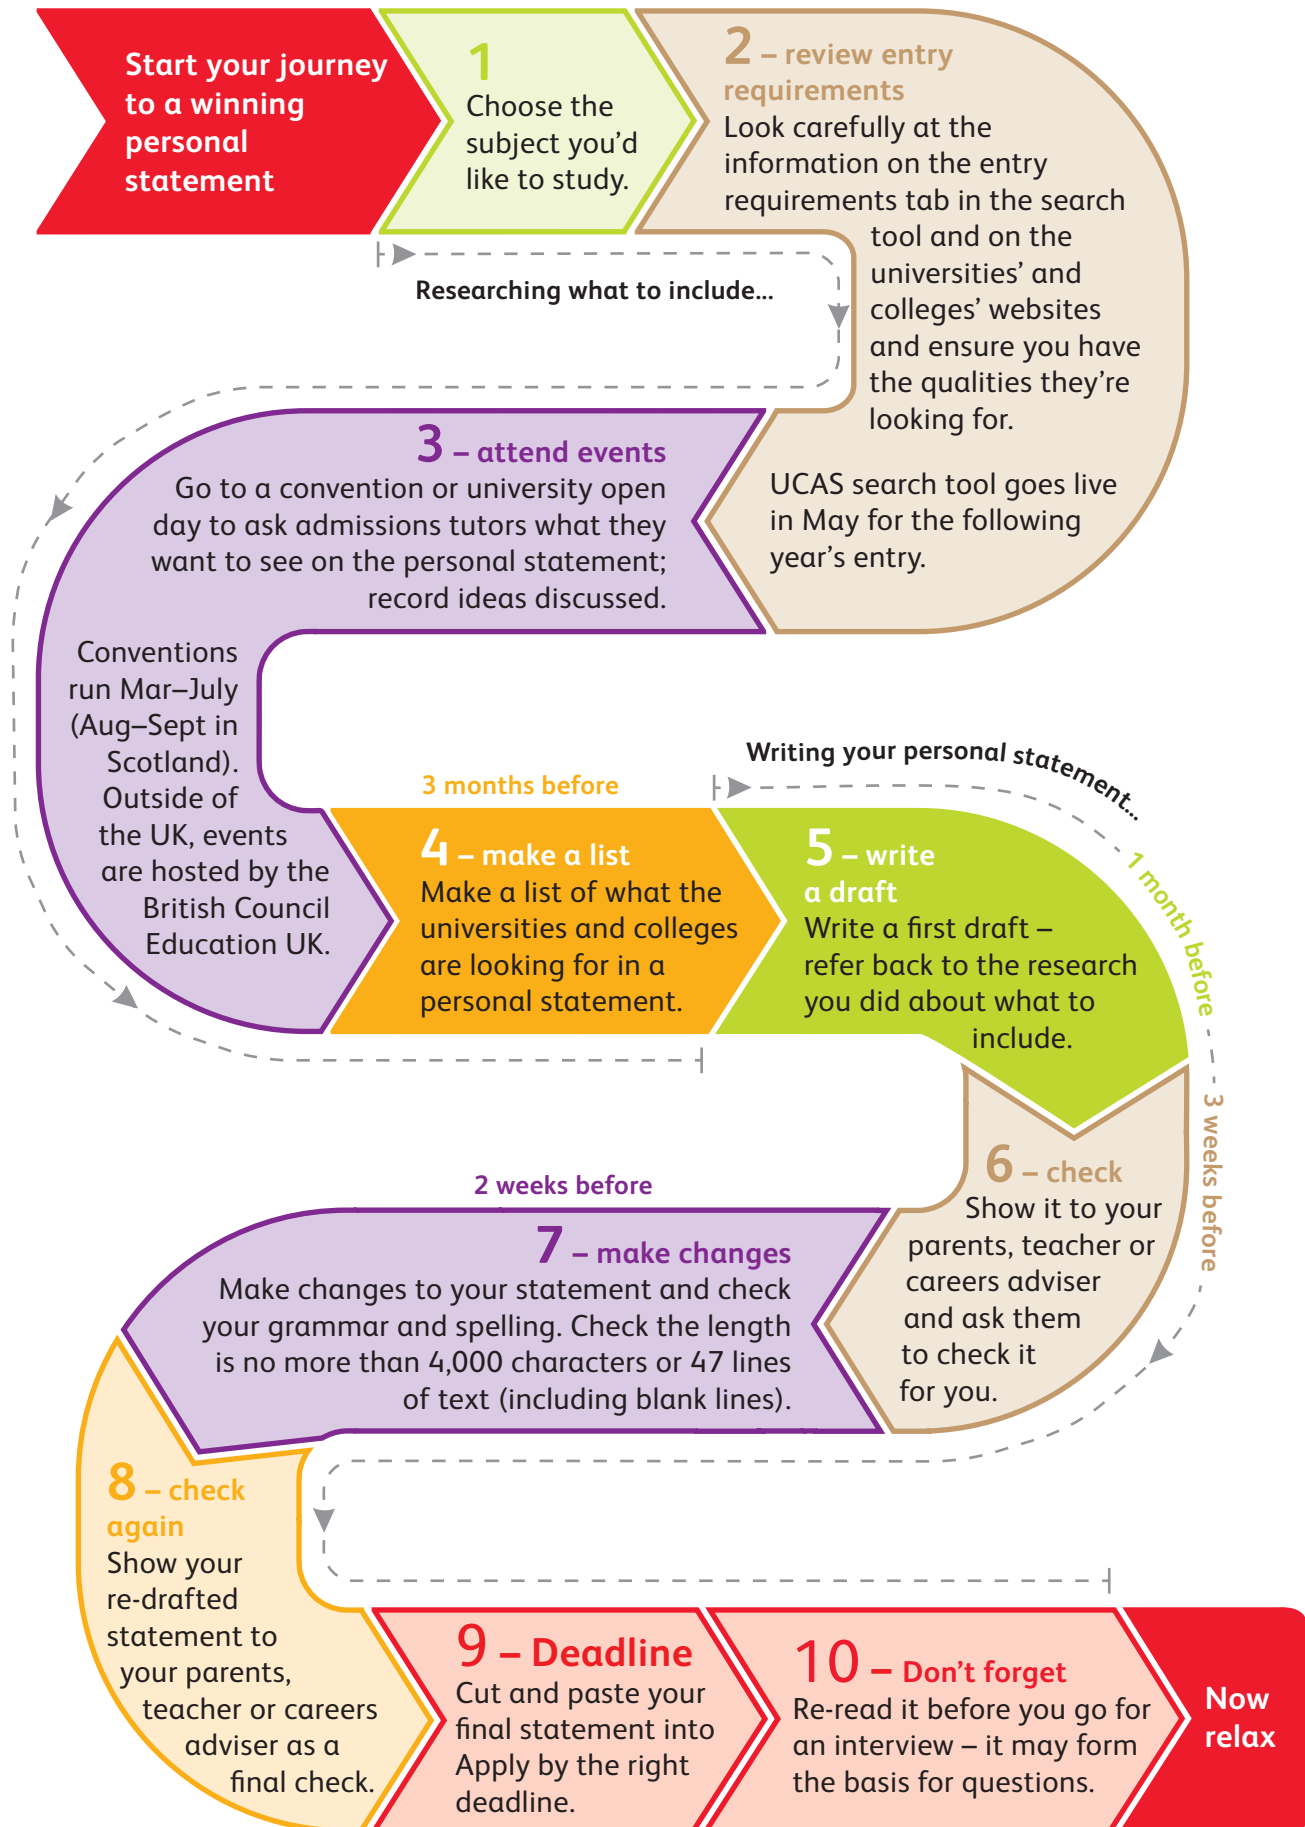 Start your journey
to a winning
personal
statement
1
Choose the
subject you’d
like to study.
2 – review entry
requirements
Look carefully at the
information on the entry
requirements tab in the search
tool and on the
universities’ and
colleges’ websites
and ensure you have
the qualities they’re
looking for.
UCAS search tool goes live
in May for the following
year’s entry.
Researching what to include...
3 – attend events
Go to a convention or university open
day to ask admissions tutors what they
want to see on the personal statement;
record ideas discussed.
Conventions
run Mar–July
(Aug–Sept in
Scotland).
Outside of
the UK, events
are hosted by the
British Council
Education UK.
3 months before
4 – make a list
Make a list of what the
universities and colleges
are looking for in a
personal statement.
Writing your personal statement...
1 month before
5 – write
a draft
Write a first draft –
refer back to the research
you did about what to
include.
3 weeks before
6 – check
Show it to your
parents, teacher or
careers adviser
and ask them
to check it
for you.
2 weeks before
7 – make changes
Make changes to your statement and check
your grammar and spelling. Check the length
is no more than 4,000 characters or 47 lines
of text (including blank lines).
8 – check
again
Show your
re-drafted
statement to
your parents,
teacher or careers
adviser as a
final check.
9 – Deadline
Cut and paste your
final statement into
Apply by the right
deadline.
10 – Don’t forget
Re-read it before you go for
an interview – it may form
the basis for questions.
Now
relax